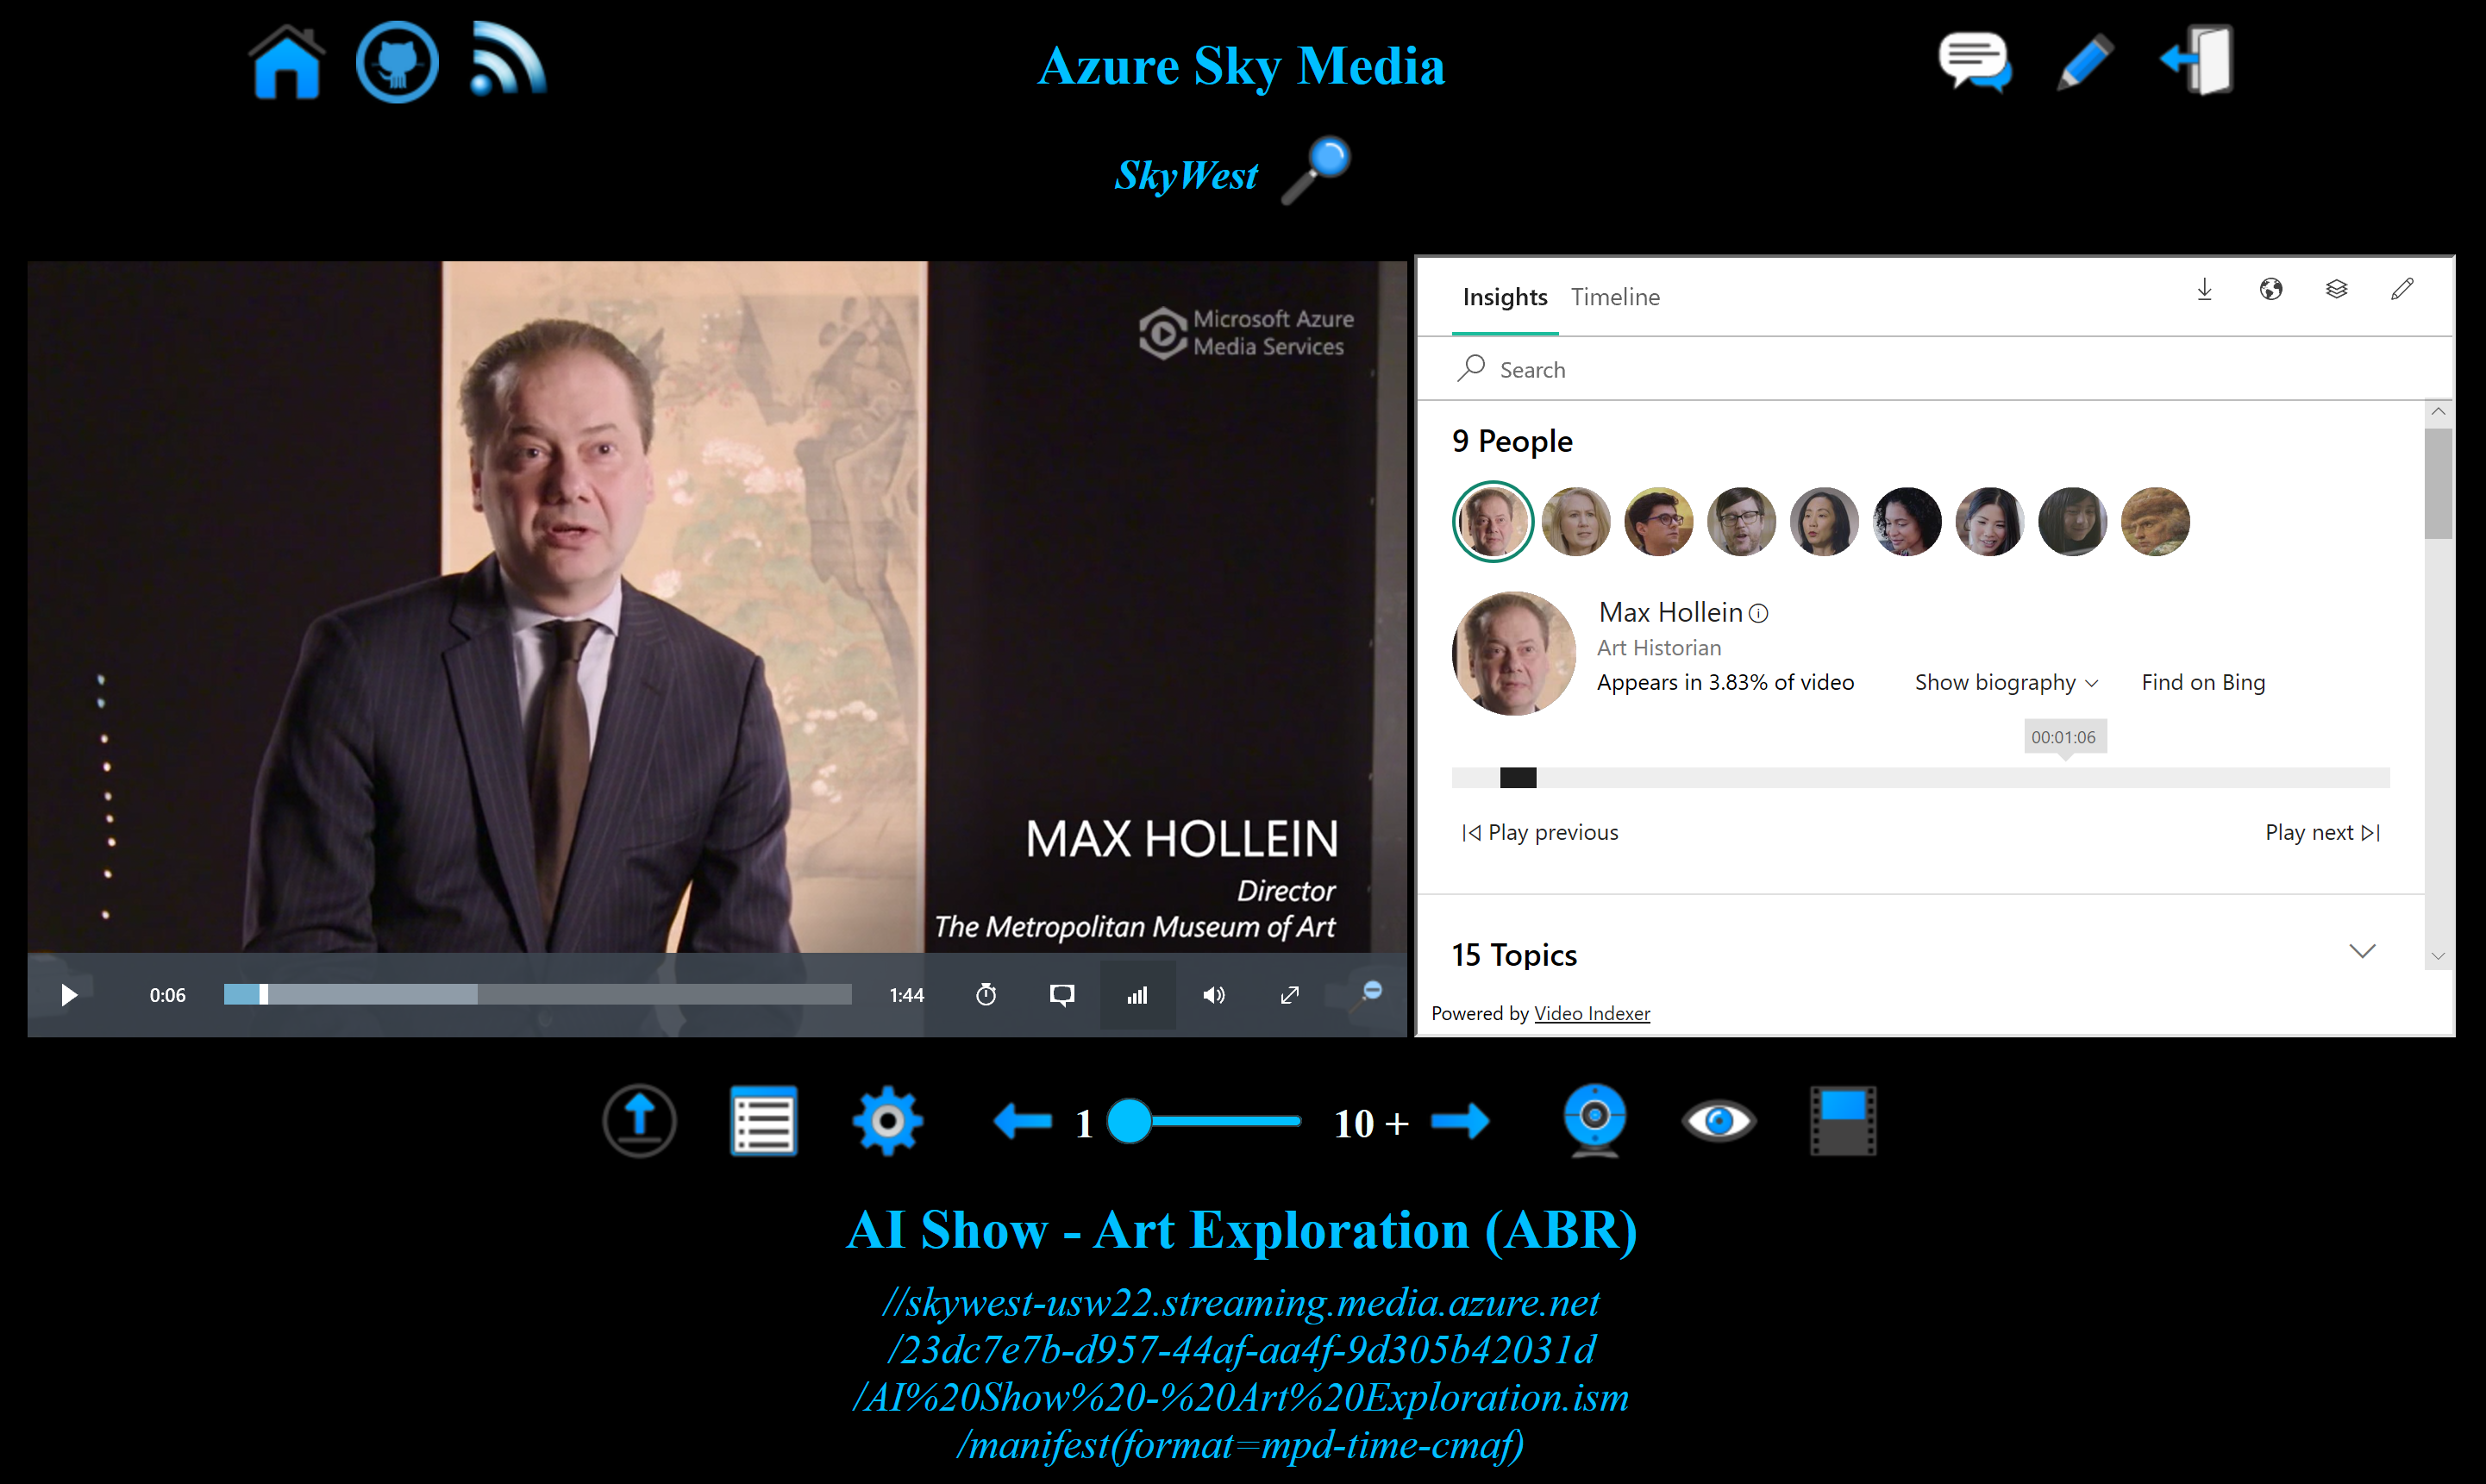 Azure Sky Media
SkyWest
Microsoft Azure
Media Services
MAX HOLLEIN
Director
The Metropolitan Museum of Art
0:06
1:44
Insights Timeline
Search
9 People
Max Hollein
Art Historian
Appears in 3.83% of video Show biography Find on Bing
00:01:06
Play previous Play next
15 Topics
Powered by Video Indexer
1 10 +
AI Show - Art Exploration (ABR)
//skywest-usw22.streaming.media.azure.net
/23dc7e7b-d957-44af-aa4f-9d305b42031d
/AI%20Show%20-%20Art%20Exploration.ism
/manifest(format=mpd-time-cmaf)